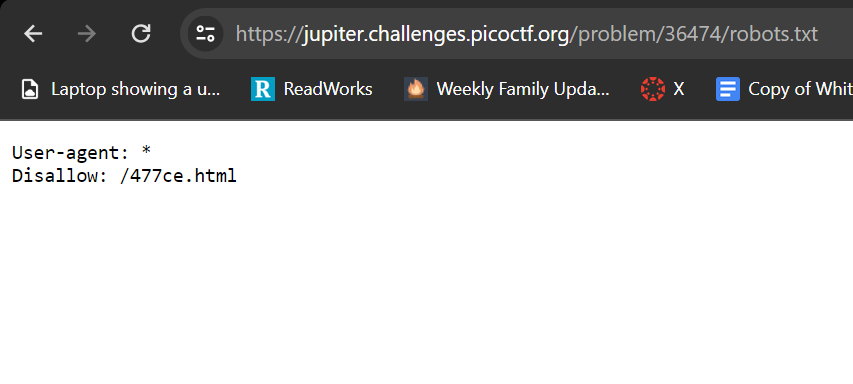 https://jupiter.challenges.picoctf.org/problem/36474/robots.txt
Laptop showing a u... ReadWorks Weekly Family Upda... X Copy of Whit
User-agent: *
Disallow: /477ce.html